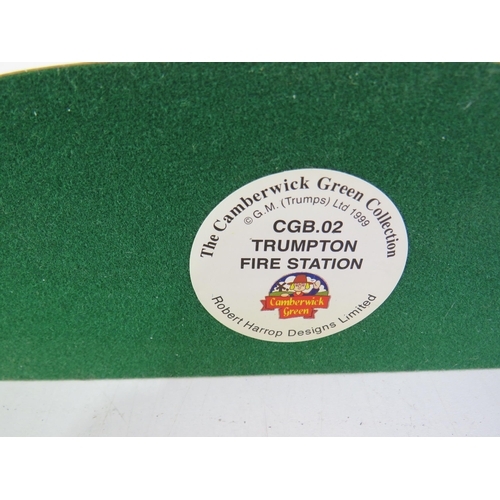 The Camberwick Green Collection
© G.M. (Trumps) Ltd 1999
CGB.02
TRUMPTON
FIRE STATION
Camberwick
Green
Robert Harrop Designs Limited